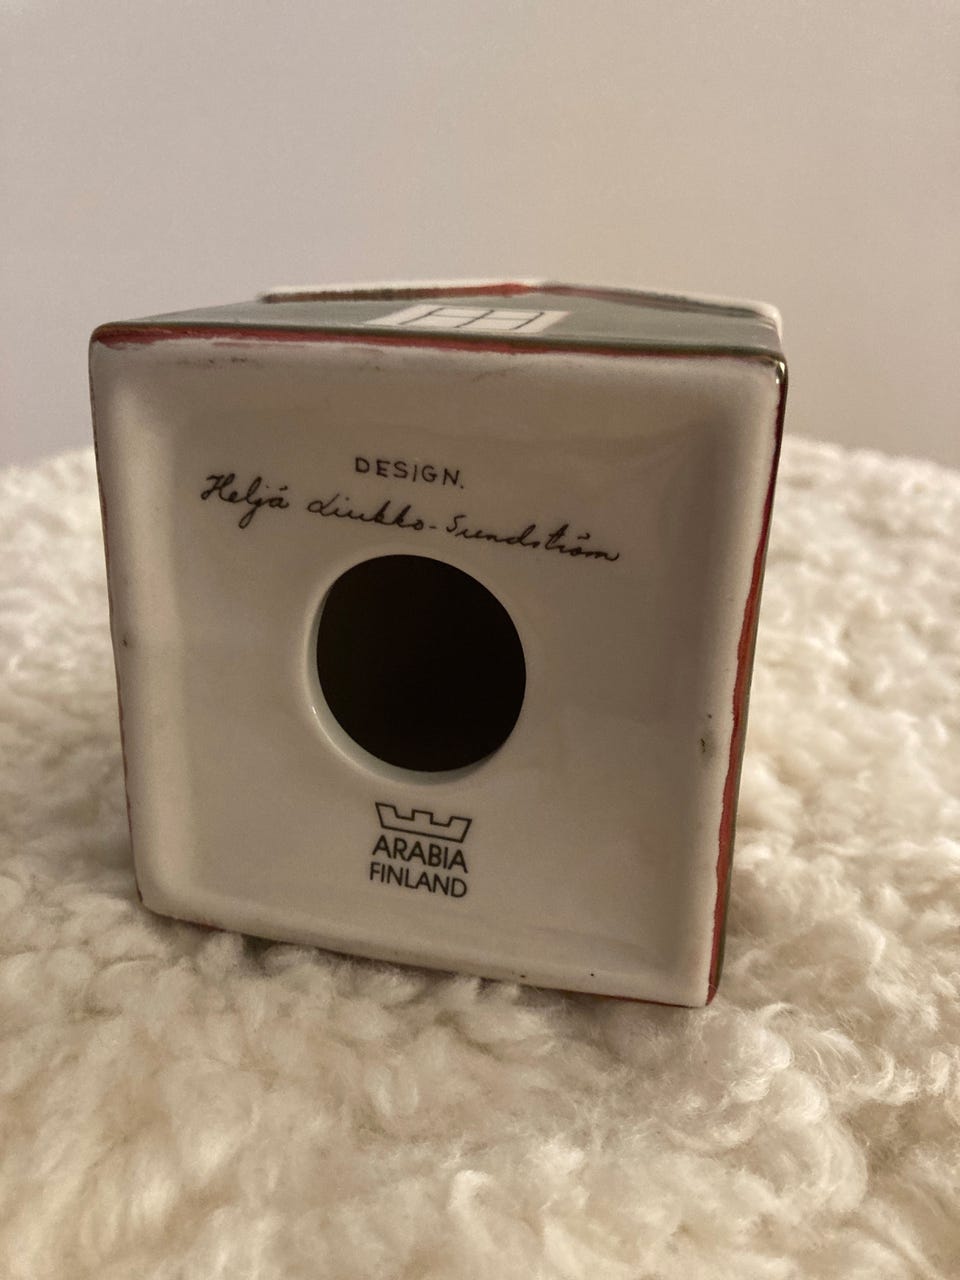 DESIGN.
Heljä Liukko-Sundström
ARABIA
FINLAND